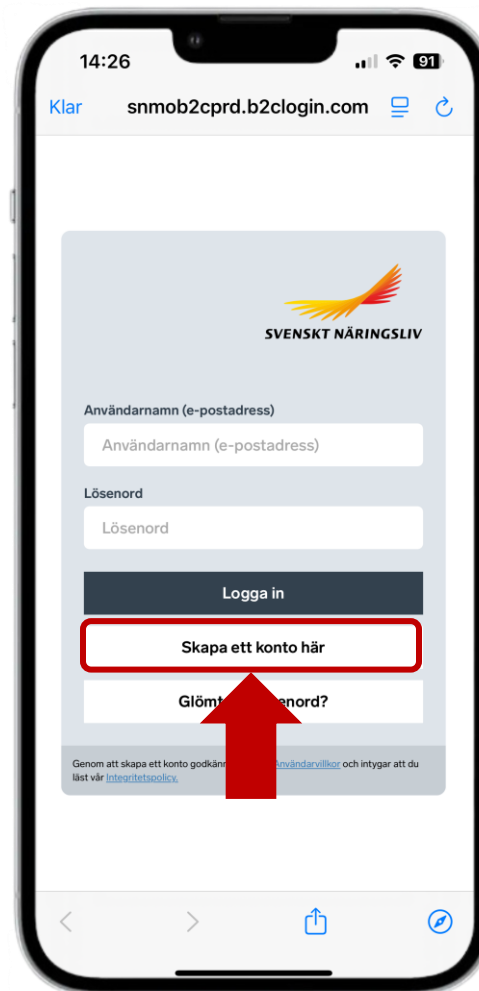 14:26
91
Klar snmob2cprd.b2clogin.com
SVENSKT NÄRINGSLIV
Användarnamn (e-postadress)
Användarnamn (e-postadress)
Lösenord
Lösenord
Logga in
Skapa ett konto här
Glömt enord?
Genom att skapa ett konto godkänn Användarvillkor och intygar att du
läst vår Integritetspolicy.